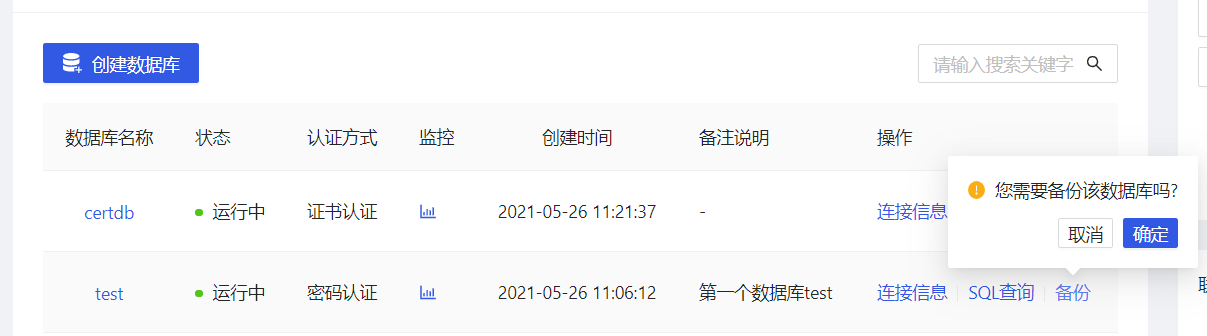 创建数据库
请输入搜索关键字
数据库名称 状态 认证方式 监控 创建时间 备注说明 操作
您需要备份该数据库吗?
取消 确定
certdb 运行中 证书认证 2021-05-26 11:21:37 - 连接信息
test 运行中 密码认证 2021-05-26 11:06:12 第一个数据库test 连接信息 SQL查询 备份